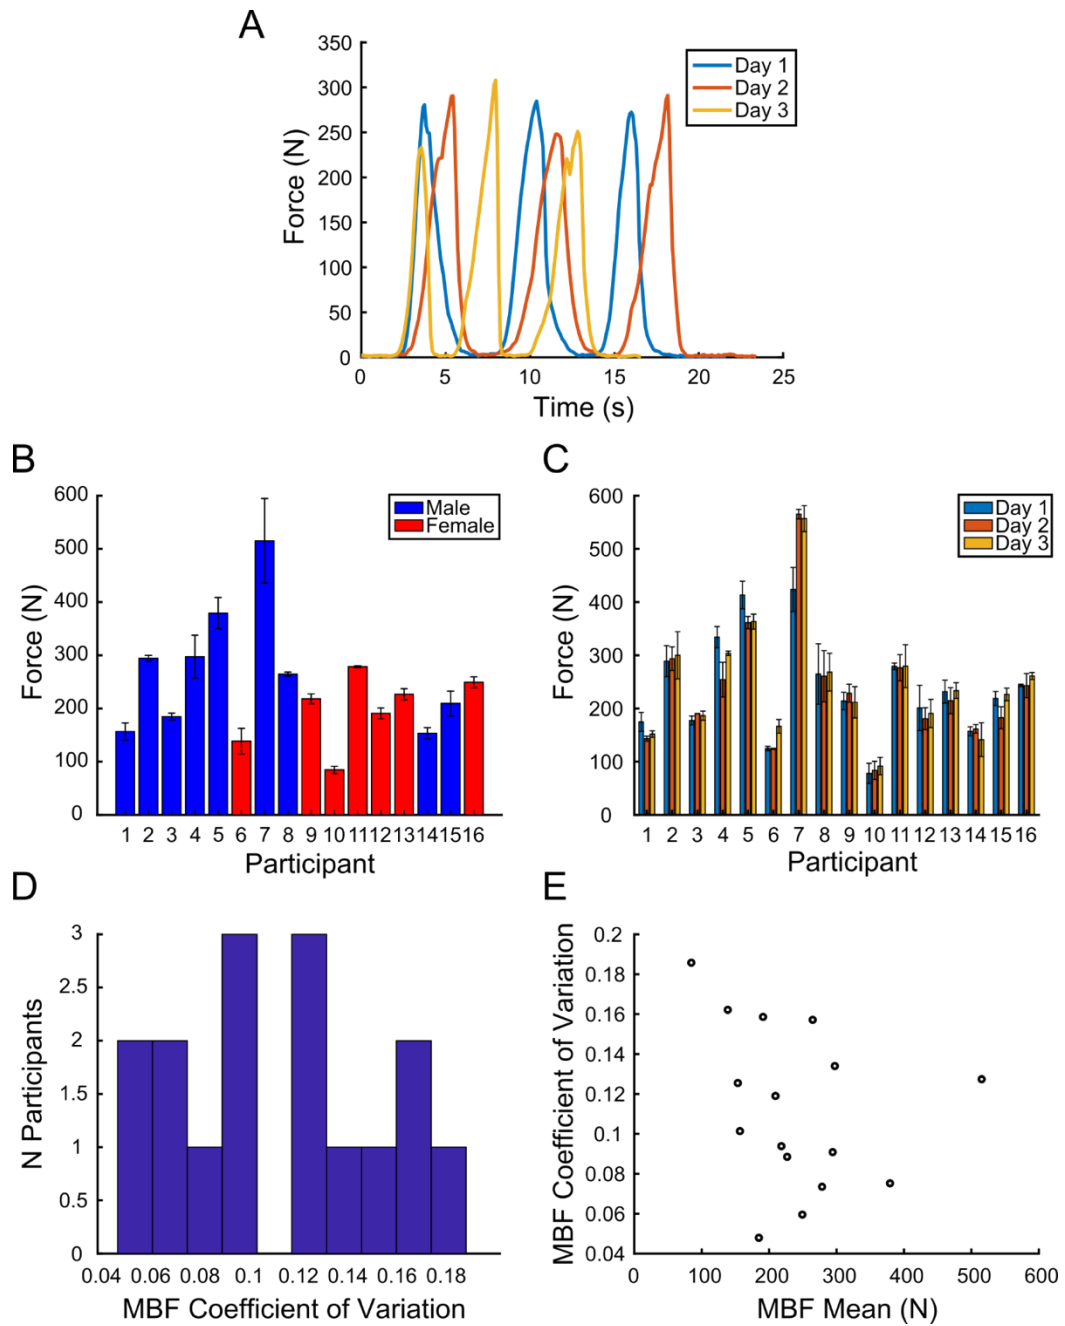 A
350
300
250
200
150
100
50
0
Force (N)
0 5 10 15 20 25
Time (s)
Day 1
Day 2
Day 3
B
600
500
400
300
200
100
0
Force (N)
1 2 3 4 5 6 7 8 9 10 11 12 13 14 15 16
Participant
Male
Female
C
600
500
400
300
200
100
0
Force (N)
1 2 3 4 5 6 7 8 9 10 11 12 13 14 15 16
Participant
Day 1
Day 2
Day 3
D
3
2.5
2
1.5
1
0.5
0
N Participants
0.04 0.06 0.08 0.1 0.12 0.14 0.16 0.18
MBF Coefficient of Variation
E
0.2
0.18
0.16
0.14
0.12
0.1
0.08
0.06
0.04
MBF Coefficient of Variation
0 100 200 300 400 500 600
MBF Mean (N)